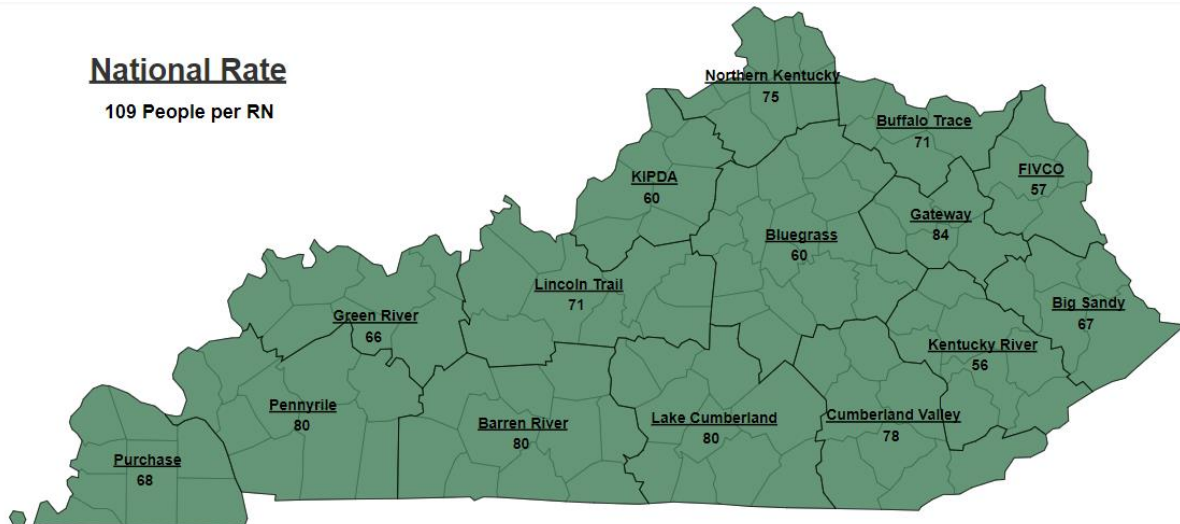 National Rate
109 People per RN
Northern Kentucky
75
Buffalo Trace
71
FIVCO
57
KIPDA
60
Gateway
84
Bluegrass
60
Lincoln Trail
71
Big Sandy
67
Green River
66
Kentucky River
56
Pennyrile
80
Barren River
80
Lake Cumberland
80
Cumberland Valley
78
Purchase
68